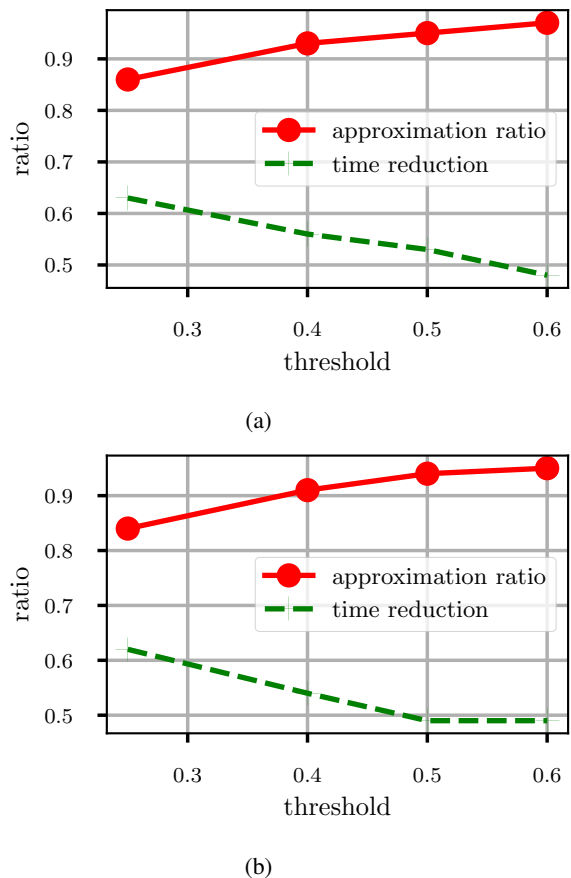 0.9
0.8
0.7
0.6
0.5
ratio
approximation ratio
time reduction
0.3 0.4 0.5 0.6
threshold
(a)
0.9
0.8
0.7
0.6
0.5
ratio
approximation ratio
time reduction
0.3 0.4 0.5 0.6
threshold
(b)